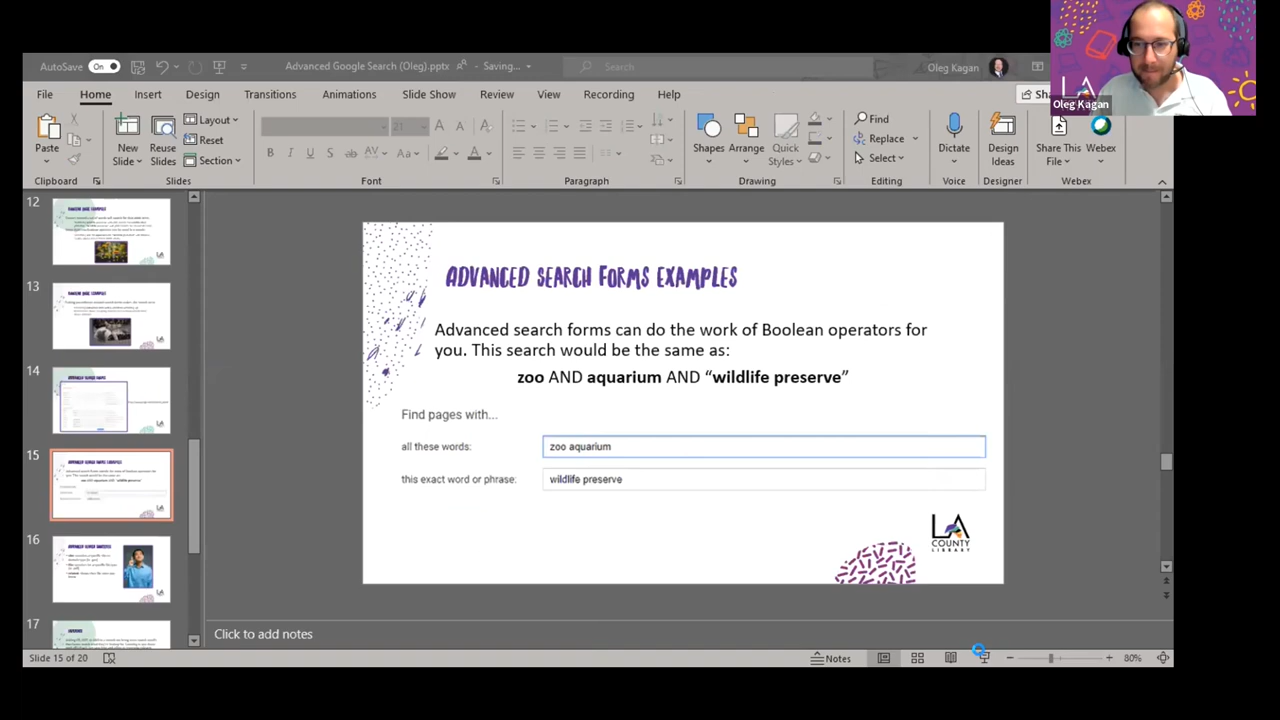 AutoSave On Advanced Google Search (Oleg).pptx - Saving... Search Oleg Kagan
Oleg Kagan
File Home Insert Design Transitions Animations Slide Show Review View Recording Help
Paste
New
Slide
Reuse
Slides
Layout
Reset
Section
21
Shapes Arrange
Quick
Styles
Find
Replace
Select
Dictate
Design
Ideas
Share This
File
Webex
Clipboard Slides Font Paragraph Drawing Editing Voice Designer Webex
12
13
14
15
16
17
ADVANCED SEARCH FORMS EXAMPLES
Advanced search forms can do the work of Boolean operators for
you. This search would be the same as:
zoo AND aquarium AND “wildlife preserve”
Find pages with...
all these words: zoo aquarium
this exact word or phrase: wildlife preserve
LA
COUNTY
LIBRARY
Click to add notes
Slide 15 of 20 Notes 80%